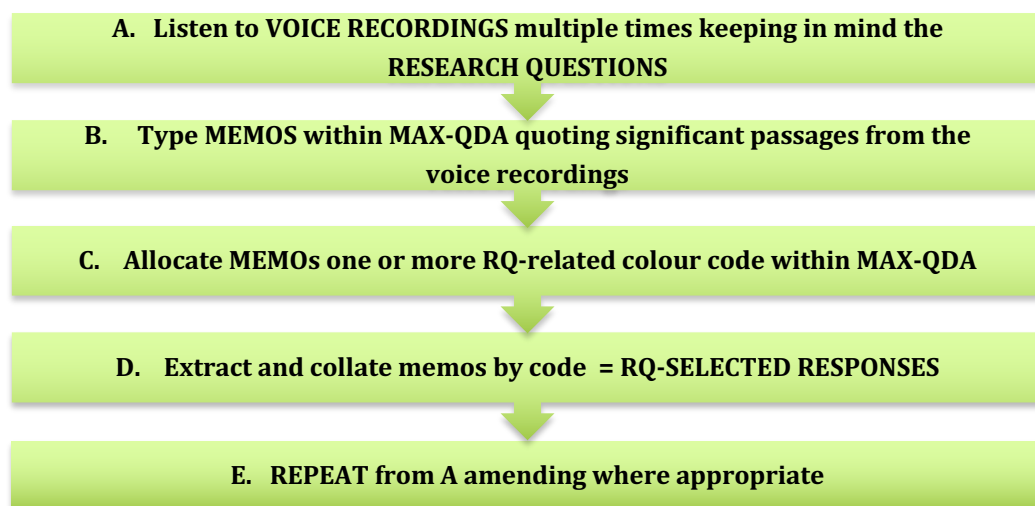 A. Listen to VOICE RECORDINGS multiple times keeping in mind the
RESEARCH QUESTIONS
B. Type MEMOS within MAX-QDA quoting significant passages from the
voice recordings
C. Allocate MEMOs one or more RQ-related colour code within MAX-QDA
D. Extract and collate memos by code = RQ-SELECTED RESPONSES
E. REPEAT from A amending where appropriate